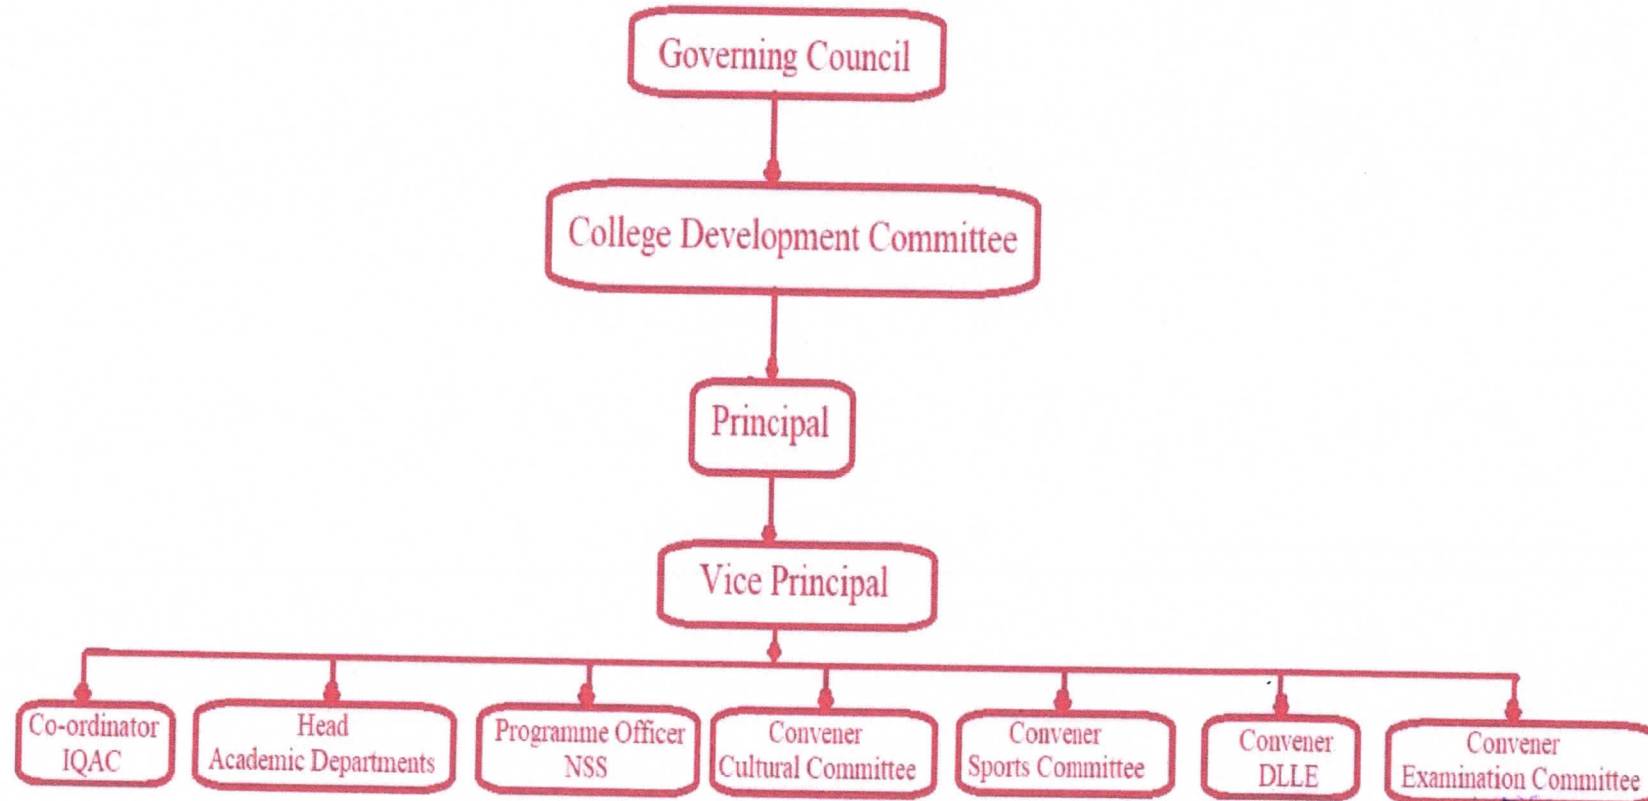 Governing Council
College Development Committee
Principal
Vice Principal
Co-ordinator
IQAC
Head
Academic Departments
Programme Officer
NSS
Convener
Cultural Committee
Convener
Sports Committee
Convener
DLLE
Convener
Examination Committee